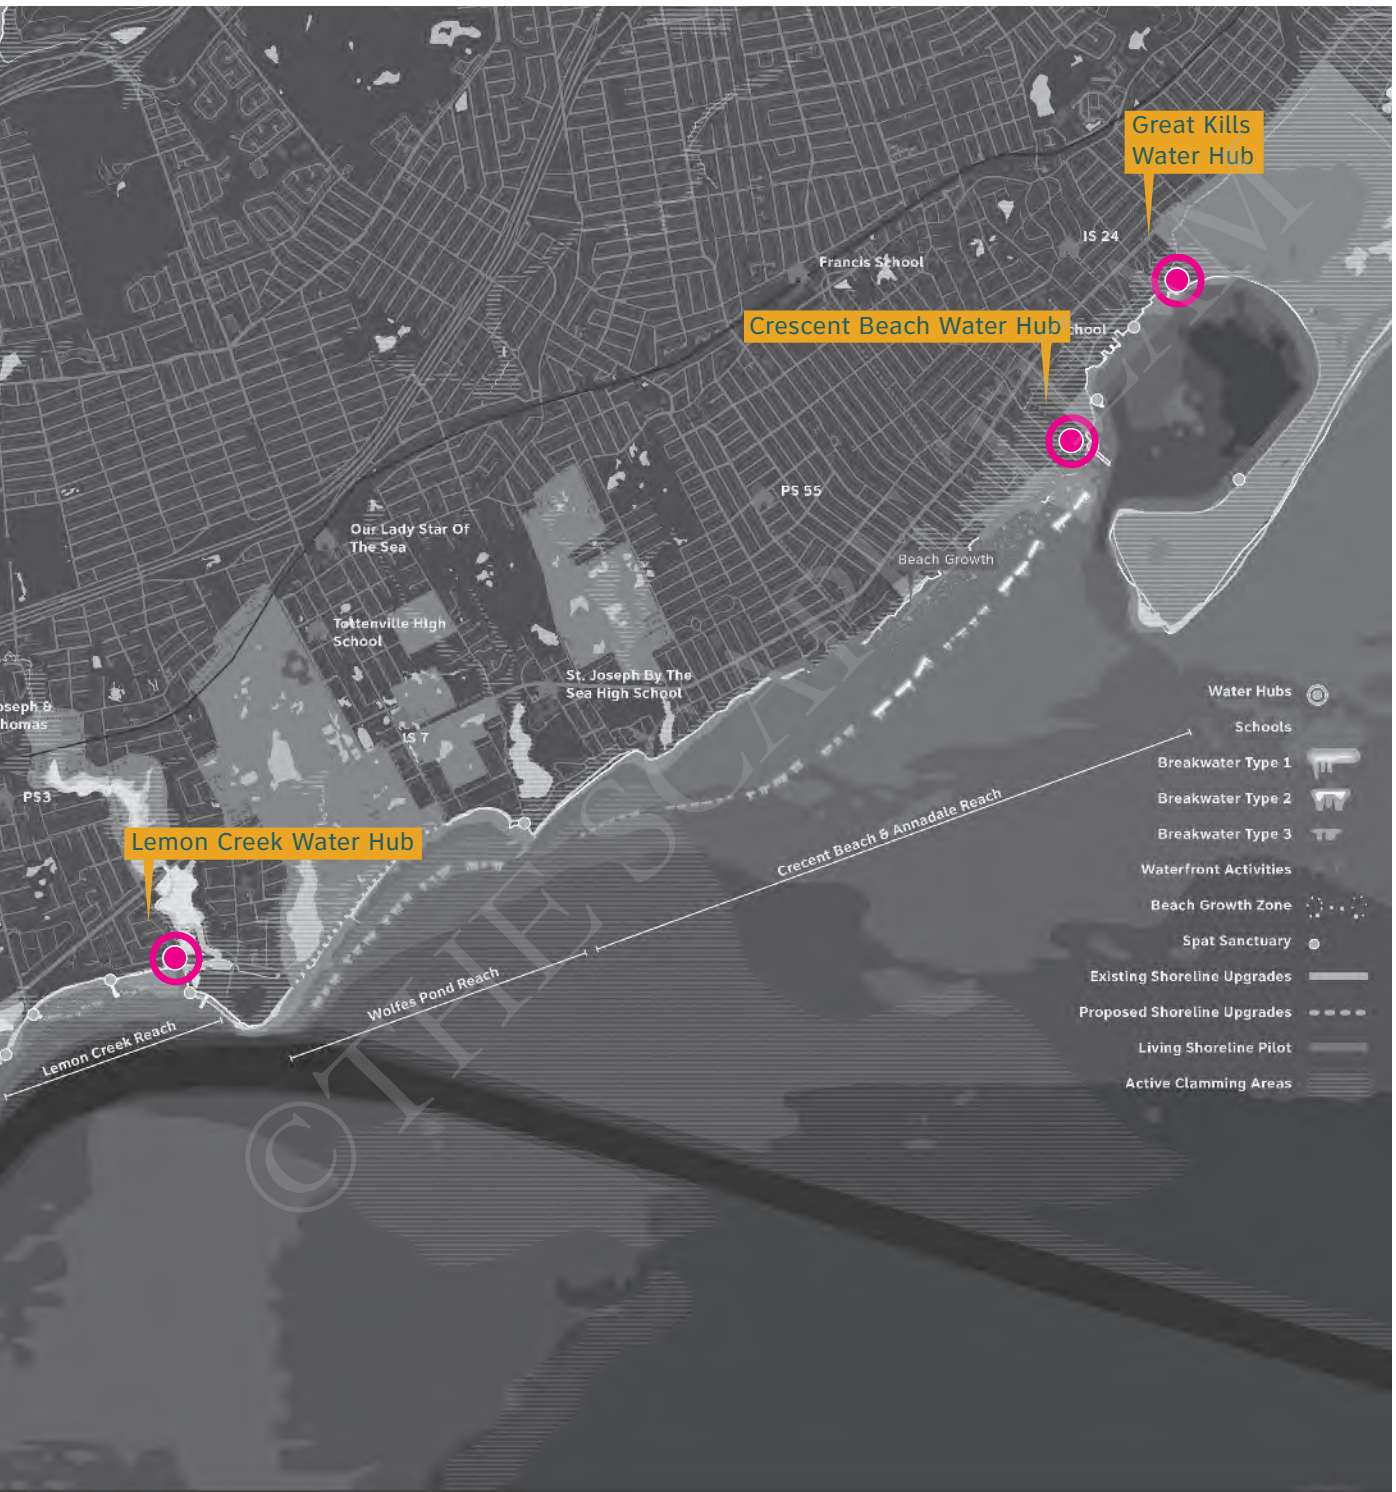 Great Kills
Water Hub
IS 24
Francis School
Crescent Beach Water Hub
chool
PS 55
Our Lady Star Of
The Sea
Beach Growth
Tottenville High
School
St. Joseph By The
Sea High School
oseph &
homas
IS 7
PS3
Lemon Creek Water Hub
Crecent Beach & Annadale Reach
Wolfes Pond Reach
Lemon Creek Reach
Water Hubs
Schools
Breakwater Type 1
Breakwater Type 2
Breakwater Type 3
Waterfront Activities
Beach Growth Zone
Spat Sanctuary
Existing Shoreline Upgrades
Proposed Shoreline Upgrades
Living Shoreline Pilot
Active Clamming Areas